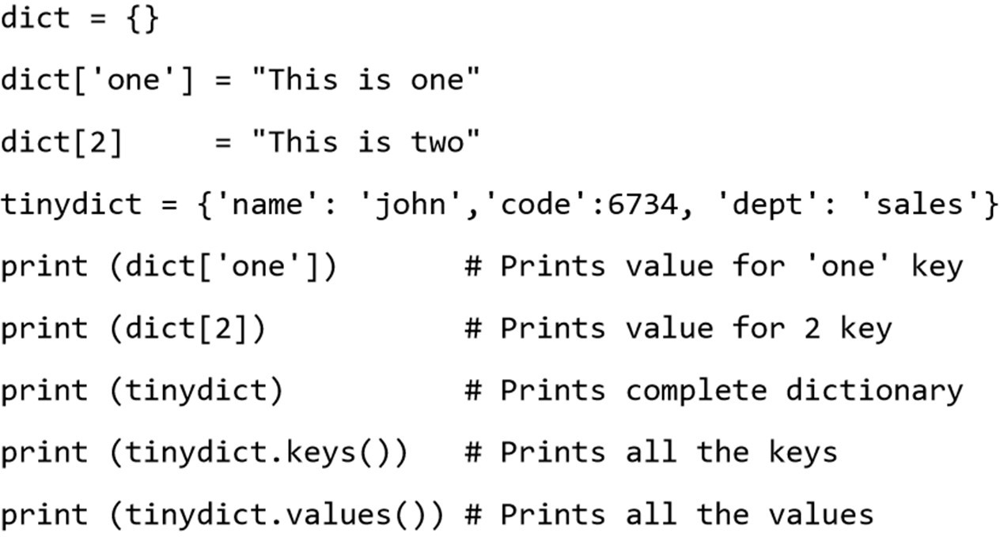 dict = {}
dict['one'] = "This is one"
dict[2]     = "This is two"
tinydict = {'name': 'john','code':6734, 'dept': 'sales'}
print (dict['one'])       # Prints value for 'one' key
print (dict[2])           # Prints value for 2 key
print (tinydict)          # Prints complete dictionary
print (tinydict.keys())   # Prints all the keys
print (tinydict.values()) # Prints all the values